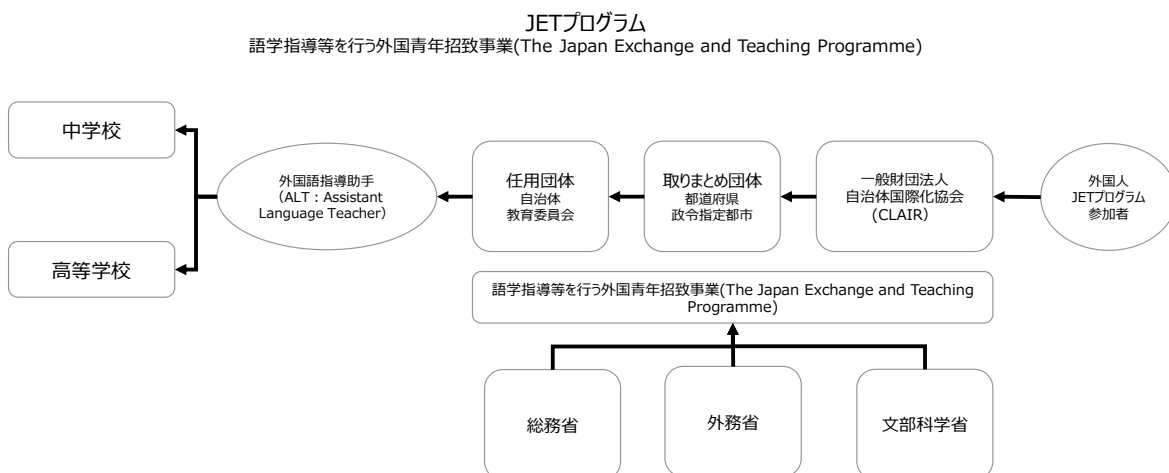 JETプログラム
語学指導等を行う外国青年招致事業(The Japan Exchange and Teaching Programme)
中学校
高等学校
外国語指導助手
（ALT：Assistant
Language Teacher）
任用団体
自治体
教育委員会
取りまとめ団体
都道府県
政令指定都市
一般財団法人
自治体国際化協会
(CLAIR）
外国人
JETプログラム
参加者
語学指導等を行う外国青年招致事業(The Japan Exchange and Teaching
Programme)
総務省
外務省
文部科学省